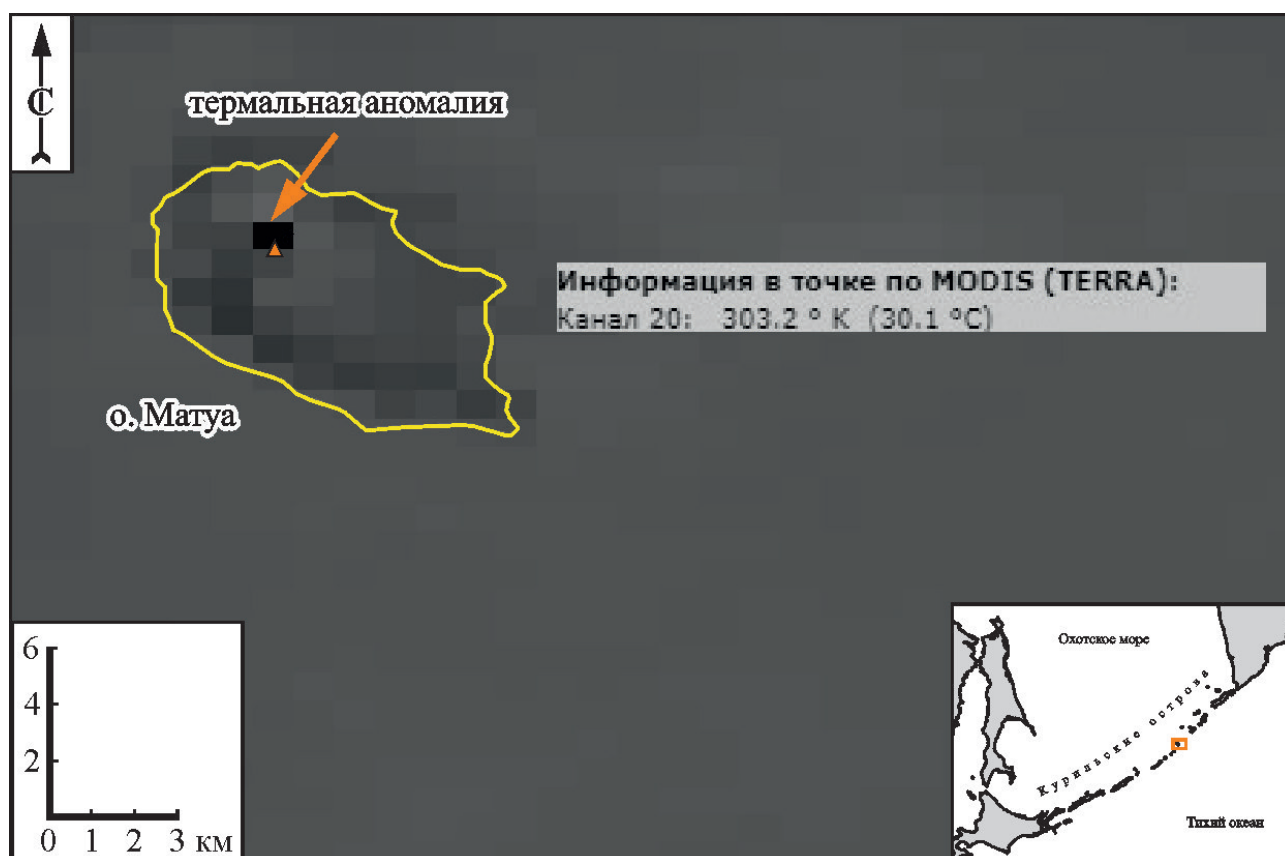 С
термальная аномалия
Информация в точке по MODIS (TERRA):
Канал 20: 303.2 ° K (30.1 °C)
о. Матуа
6
4
2
0 1 2 3 км
Охотское море
Курильские острова
Тихий океан